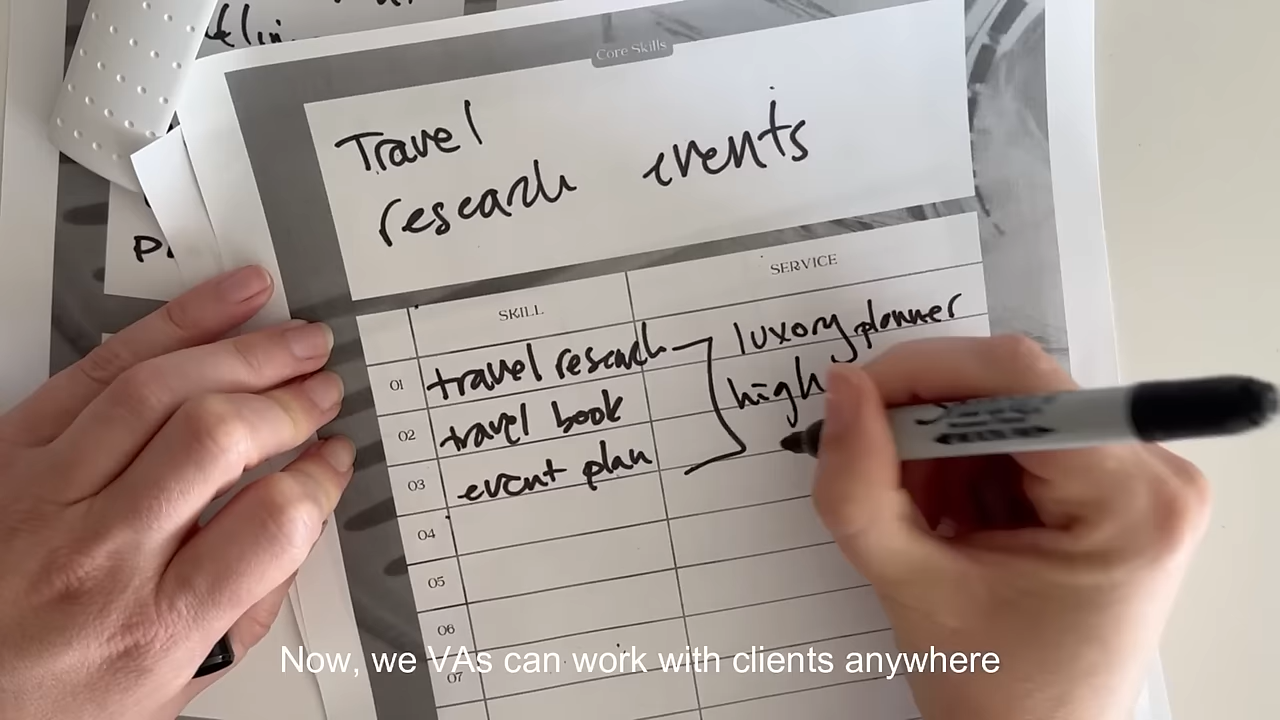 Core Skills
Travel
research events
SKILL
SERVICE
01 travel research luxory planner
02 travel book high
03 event plan
04
05
06
07
Now, we VAs can work with clients anywhere